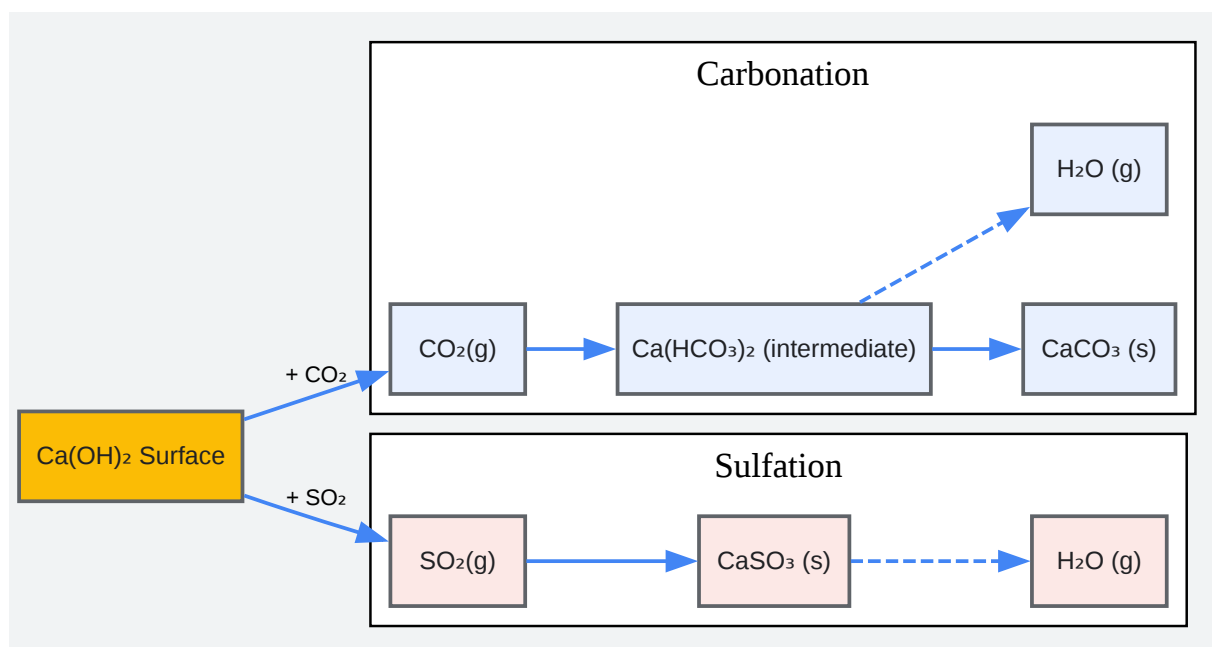 Carbonation
H₂O (g)
CO₂(g)
Ca(HCO₃)₂ (intermediate)
CaCO₃ (s)
+ CO₂
Ca(OH)₂ Surface
+ SO₂
Sulfation
SO₂(g)
CaSO₃ (s)
H₂O (g)